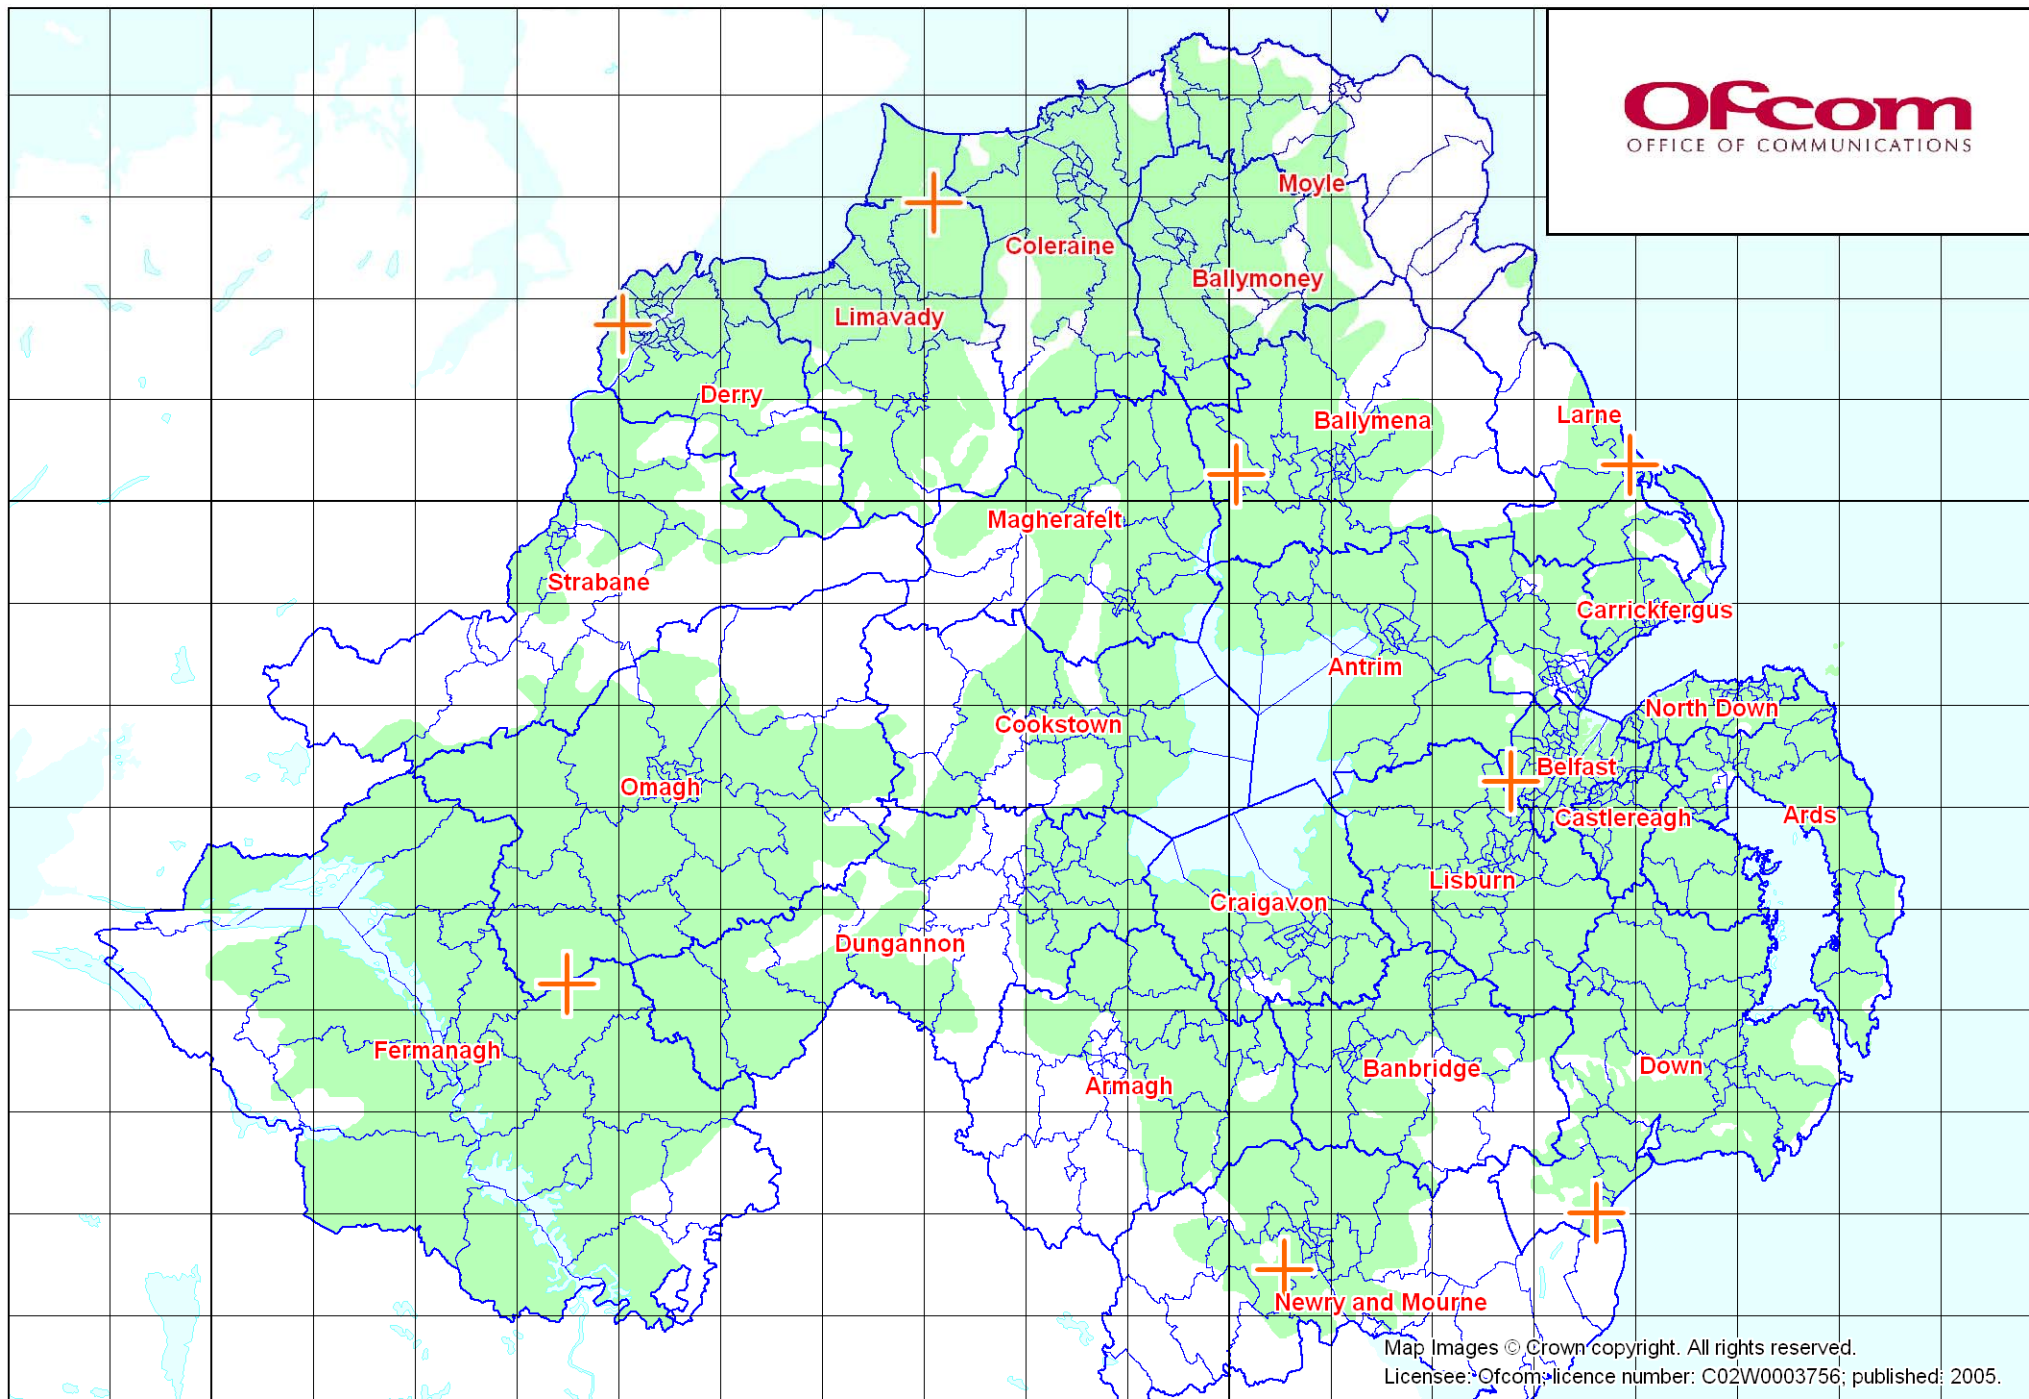 Ofcom
OFFICE OF COMMUNICATIONS
Moyle
Coleraine
Ballymoney
Limavady
Derry
Ballymena
Larne
Magherafelt
Strabane
Carrickfergus
Antrim
North Down
Cookstown
Belfast
Omagh
Castlereagh
Ards
Lisburn
Craigavon
Dungannon
Fermanagh
Banbridge
Down
Armagh
Newry and Mourne
Map Images © Crown copyright. All rights reserved.
Licensee: Ofcom; licence number: C02W0003756; published: 2005.